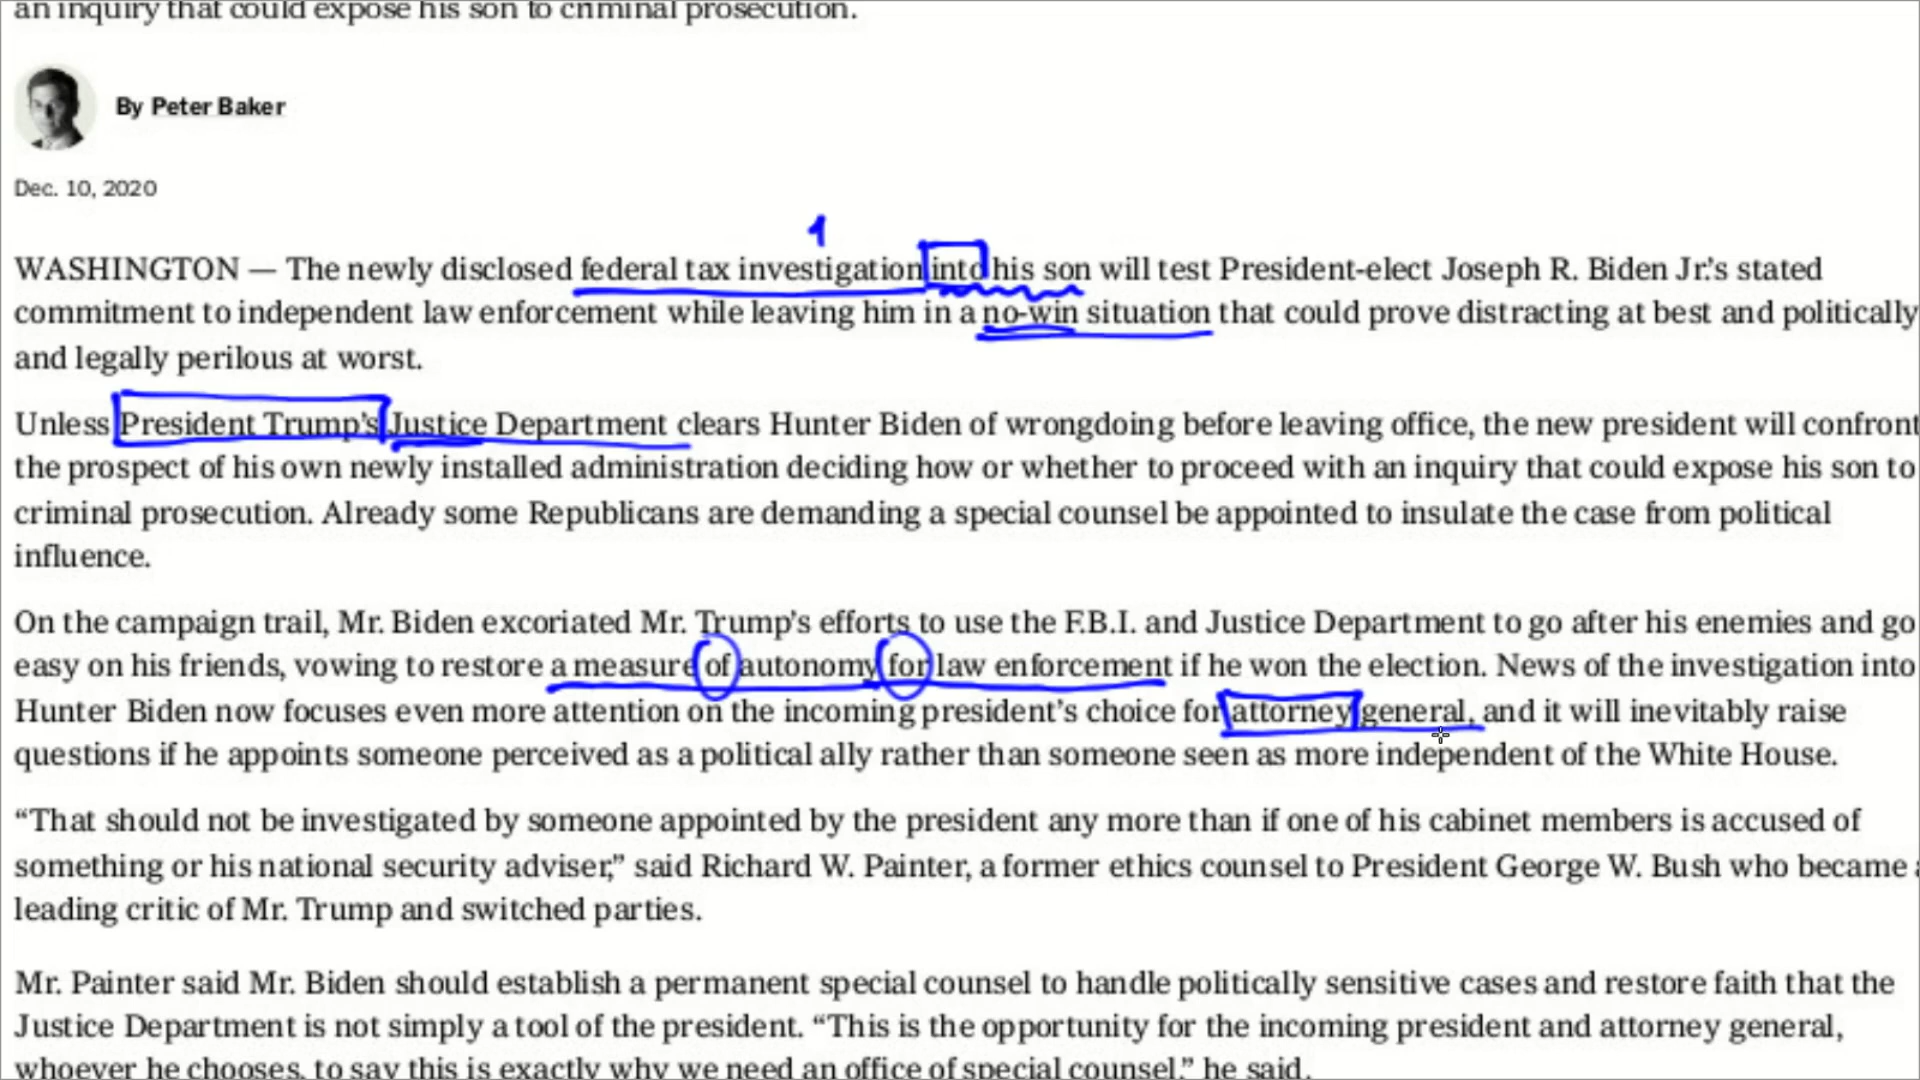 an inquiry that could expose his son to criminal prosecution.
By Peter Baker
Dec. 10, 2020
1
WASHINGTON — The newly disclosed federal tax investigation into his son will test President-elect Joseph R. Biden Jr.'s stated
commitment to independent law enforcement while leaving him in a no-win situation that could prove distracting at best and politically
and legally perilous at worst.
Unless President Trump's Justice Department clears Hunter Biden of wrongdoing before leaving office, the new president will confront
the prospect of his own newly installed administration deciding how or whether to proceed with an inquiry that could expose his son to
criminal prosecution. Already some Republicans are demanding a special counsel be appointed to insulate the case from political
influence.
On the campaign trail, Mr. Biden excoriated Mr. Trump's efforts to use the F.B.I. and Justice Department to go after his enemies and go
easy on his friends, vowing to restore a measure of autonomy for law enforcement if he won the election. News of the investigation into
Hunter Biden now focuses even more attention on the incoming president's choice for attorney general, and it will inevitably raise
questions if he appoints someone perceived as a political ally rather than someone seen as more independent of the White House.
“That should not be investigated by someone appointed by the president any more than if one of his cabinet members is accused of
something or his national security adviser,” said Richard W. Painter, a former ethics counsel to President George W. Bush who became a
leading critic of Mr. Trump and switched parties.
Mr. Painter said Mr. Biden should establish a permanent special counsel to handle politically sensitive cases and restore faith that the
Justice Department is not simply a tool of the president. “This is the opportunity for the incoming president and attorney general,
whoever he chooses, to say this is exactly why we need an office of special counsel,” he said.